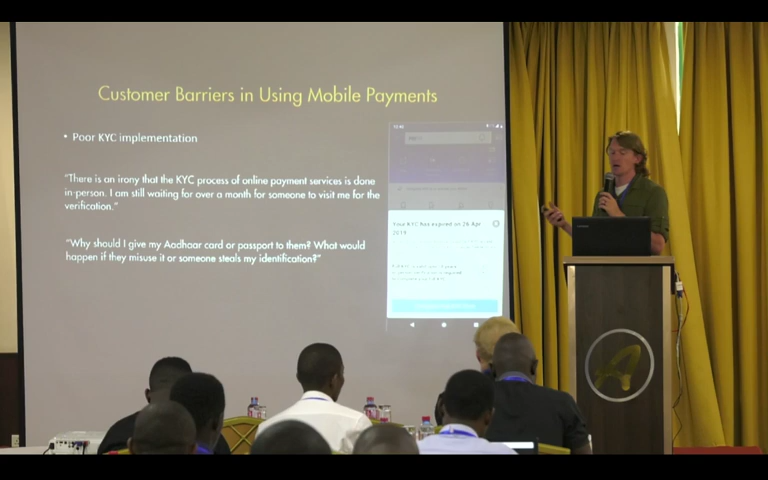 Customer Barriers in Using Mobile Payments
• Poor KYC implementation
"There is an irony that the KYC process of online payment services is done
in-person. I am still waiting for over a month for someone to visit me for the
verification."
"Why should I give my Aadhaar card or passport to them? What would
happen if they misuse it or someone steals my identification?"
Your KYC has expired on 26 Apr
2019